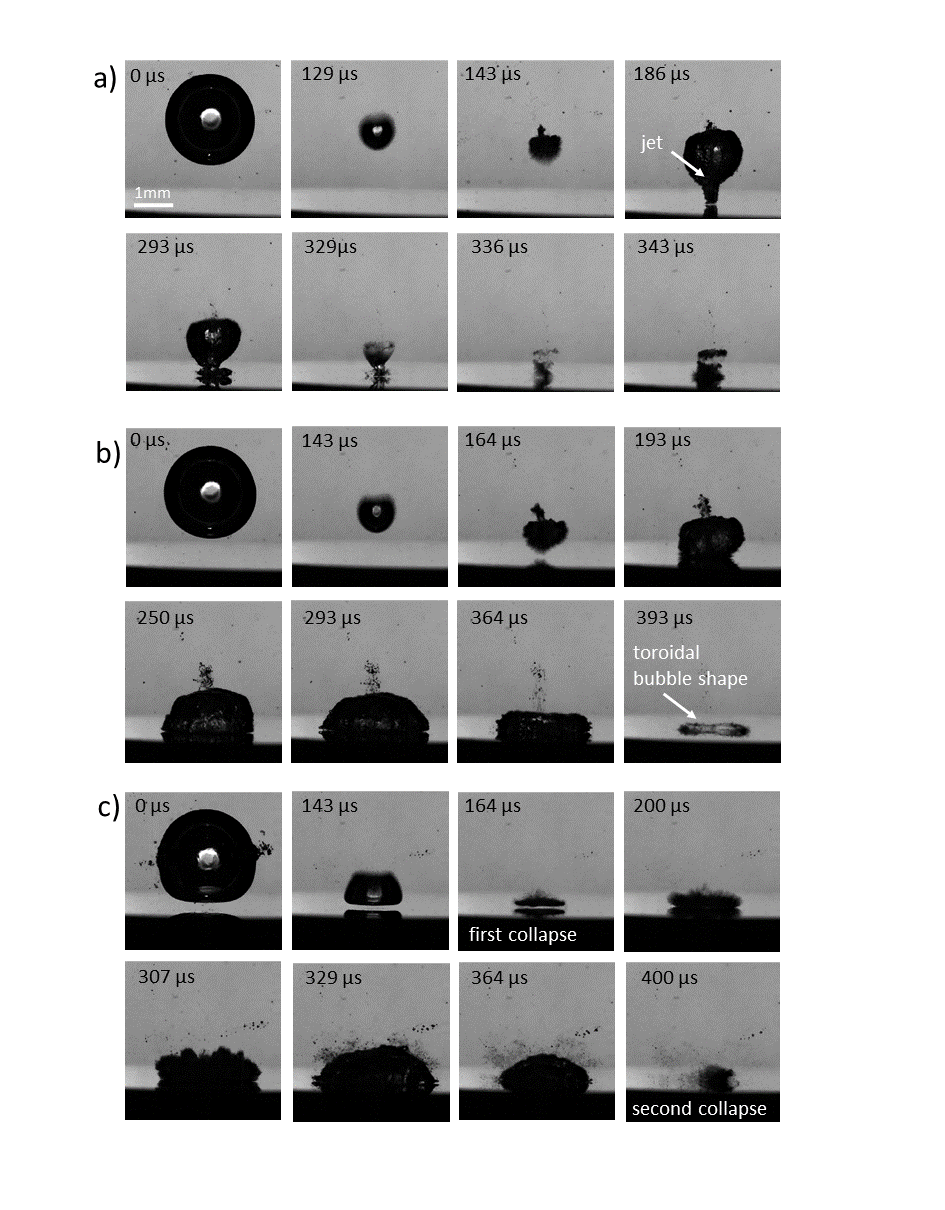 a)
0 µs
129 µs
143 µs
186 µs
jet
1mm
293 µs
329µs
336 µs
343 µs
b)
0 µs
143 µs
164 µs
193 µs
250 µs
293 µs
364 µs
393 µs
toroidal
bubble shape
c)
0 µs
143 µs
164 µs
200 µs
first collapse
307 µs
329 µs
364 µs
400 µs
second collapse